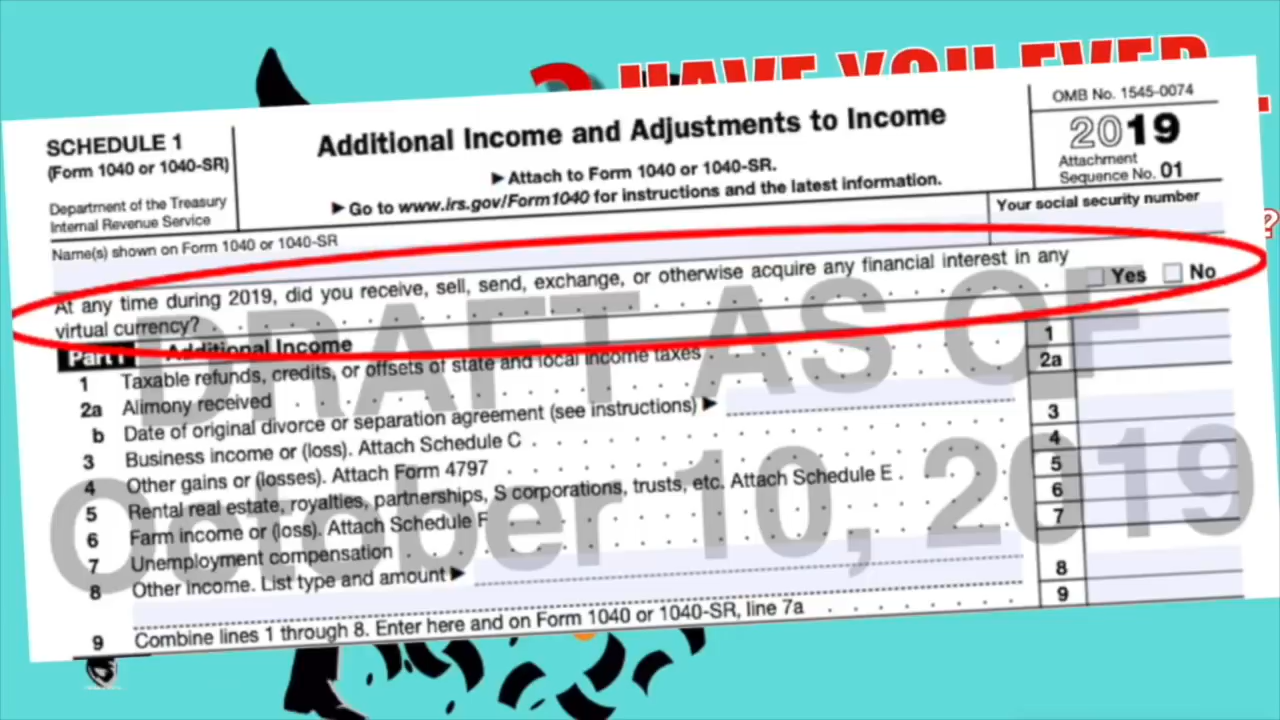 ? HAVE YOU EVER
SCHEDULE 1
(Form 1040 or 1040-SR)
Department of the Treasury
Internal Revenue Service
Additional Income and Adjustments to Income
▶ Attach to Form 1040 or 1040-SR.
▶ Go to www.irs.gov/Form1040 for instructions and the latest information.
OMB No. 1545-0074
2019
Attachment
Sequence No. 01
Name(s) shown on Form 1040 or 1040-SR
Your social security number
?
At any time during 2019, did you receive, sell, send, exchange, or otherwise acquire any financial interest in any
virtual currency? . . . . . . . . . . . . . . . . . . . . . . . . . . . Yes No
Part I Additional Income
1 Taxable refunds, credits, or offsets of state and local income taxes . . . . . . . . . . 1
2a Alimony received . . . . . . . . . . . . . . . . . . . . . . . 2a
b Date of original divorce or separation agreement (see instructions) ▶
3 Business income or (loss). Attach Schedule C . . . . . . . . . . . . . . . 3
4 Other gains or (losses). Attach Form 4797 . . . . . . . . . . . . . . . . 4
5 Rental real estate, royalties, partnerships, S corporations, trusts, etc. Attach Schedule E . . . . 5
6 Farm income or (loss). Attach Schedule F . . . . . . . . . . . . . . . . 6
7 Unemployment compensation . . . . . . . . . . . . . . . . . . . 7
8 Other income. List type and amount ▶
8
9 Combine lines 1 through 8. Enter here and on Form 1040 or 1040-SR, line 7a . . . . . . . 9
DRAFT AS OF
October 10, 2019